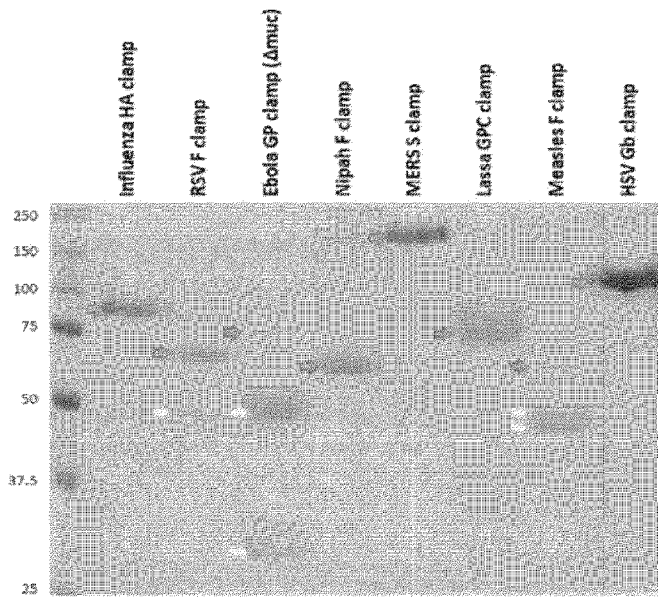 Influenza HA clamp
RSV F clamp
Ebola GP clamp (Δmuc)
Nipah F clamp
MERS S clamp
Lassa GPC clamp
Measles F clamp
HSV Gb clamp
250
150
100
75
50
37.5
25